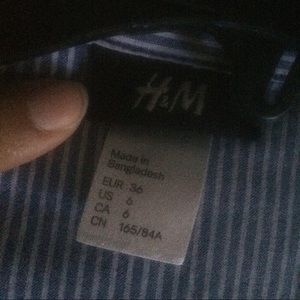 H&M
Made in
Bangladesh
EUR 36
US 6
CA 6
CN 165/84A